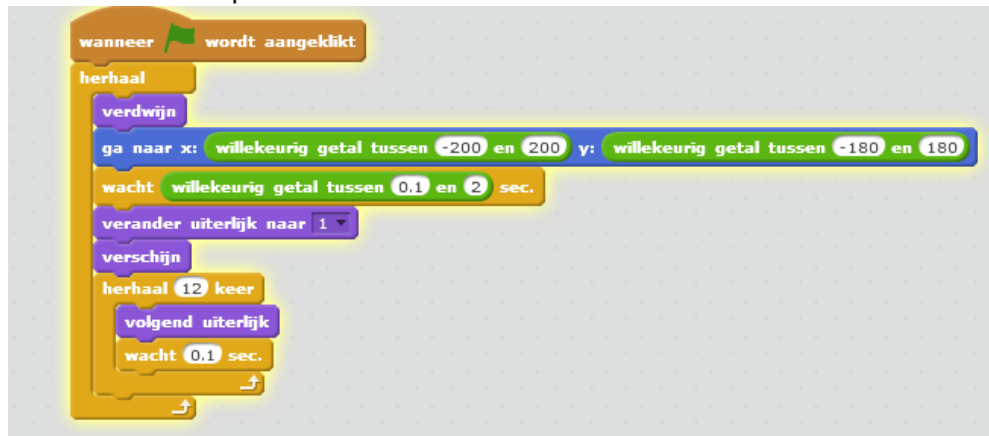 wanneer wordt aangeklikt
herhaal
verdwijn
ga naar x: willekeurig getal tussen -200 en 200 y: willekeurig getal tussen -180 en 180
wacht willekeurig getal tussen 0.1 en 2 sec.
verander uiterlijk naar 1
verschijn
herhaal 12 keer
volgend uiterlijk
wacht 0.1 sec.